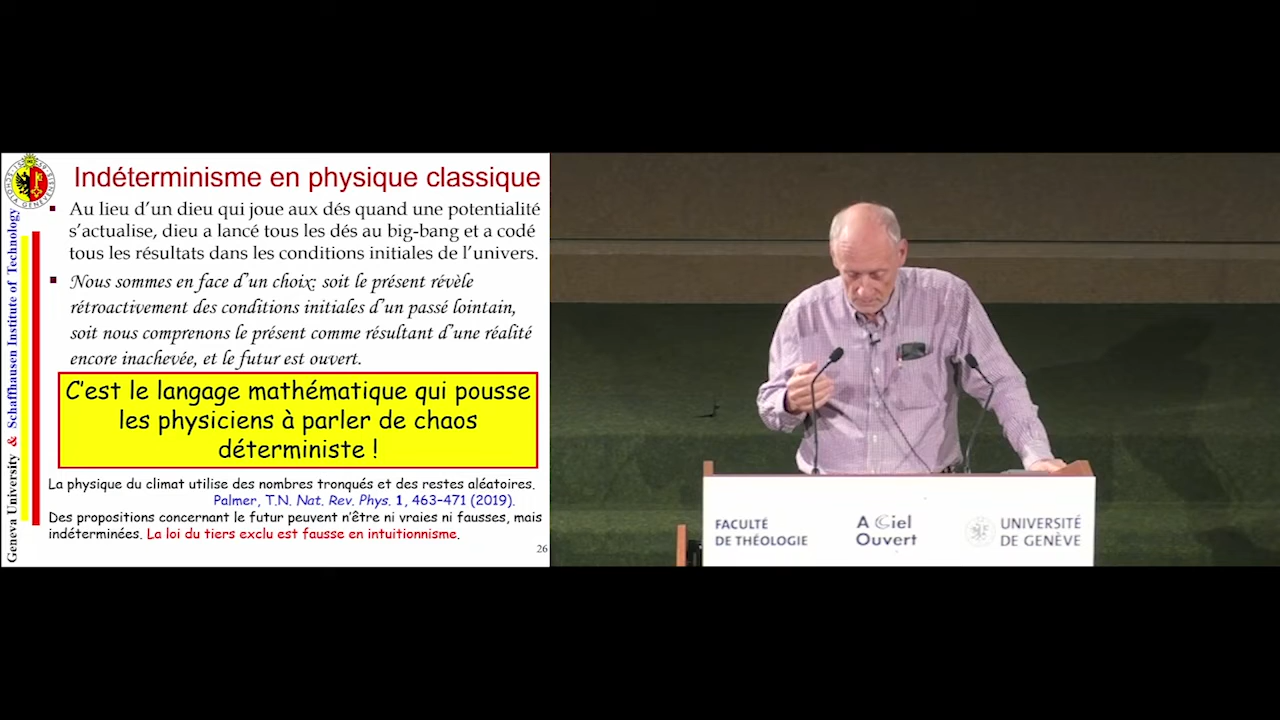 Indéterminisme en physique classique
Au lieu d'un dieu qui joue aux dés quand une potentialité
s'actualise, dieu a lancé tous les dés au big-bang et a codé
tous les résultats dans les conditions initiales de l'univers.
Nous sommes en face d'un choix: soit le présent révèle
rétroactivement des conditions initiales d'un passé lointain,
soit nous comprenons le présent comme résultant d'une réalité
encore inachevée, et le futur est ouvert.
C'est le langage mathématique qui pousse
les physiciens à parler de chaos
déterministe !
La physique du climat utilise des nombres tronqués et des restes aléatoires.
Palmer, T.N. Nat. Rev. Phys. 1, 463–471 (2019).
Des propositions concernant le futur peuvent n'être ni vraies ni fausses, mais
indéterminées. La loi du tiers exclu est fausse en intuitionnisme.
26
Geneva University & Schaffhausen Institute of Technology
FACULTÉ
DE THÉOLOGIE
A Ciel
Ouvert
UNIVERSITÉ
DE GENÈVE